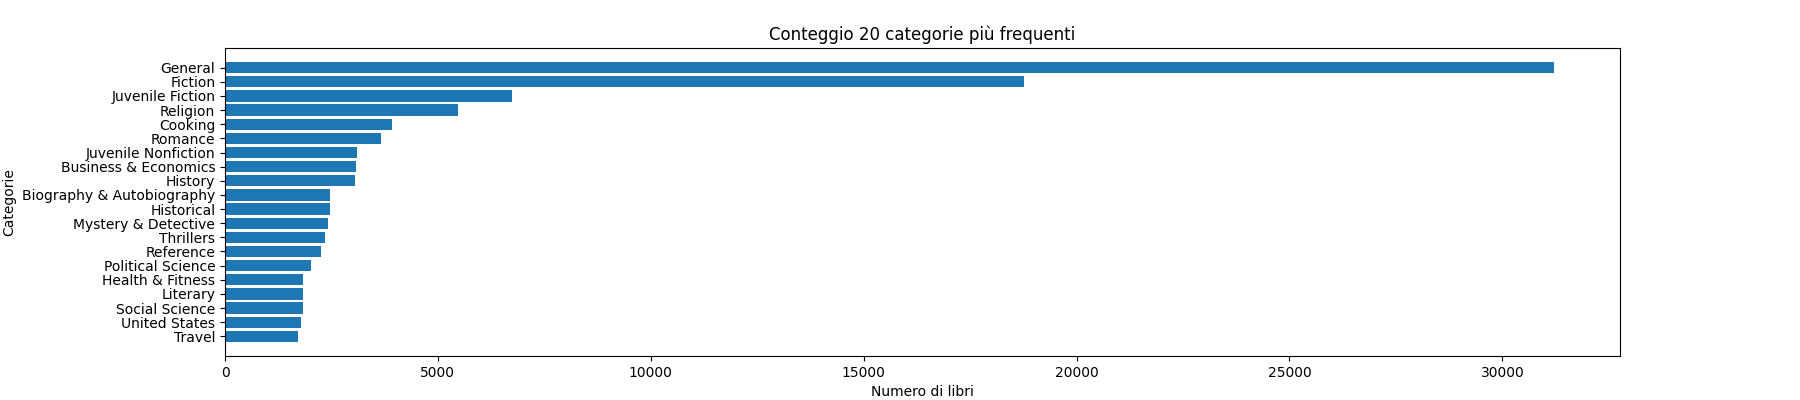 Conteggio 20 categorie più frequenti
Categorie
General
Fiction
Juvenile Fiction
Religion
Cooking
Romance
Juvenile Nonfiction
Business & Economics
History
Biography & Autobiography
Historical
Mystery & Detective
Thrillers
Reference
Political Science
Health & Fitness
Literary
Social Science
United States
Travel
0 5000 10000 15000 20000 25000 30000
Numero di libri